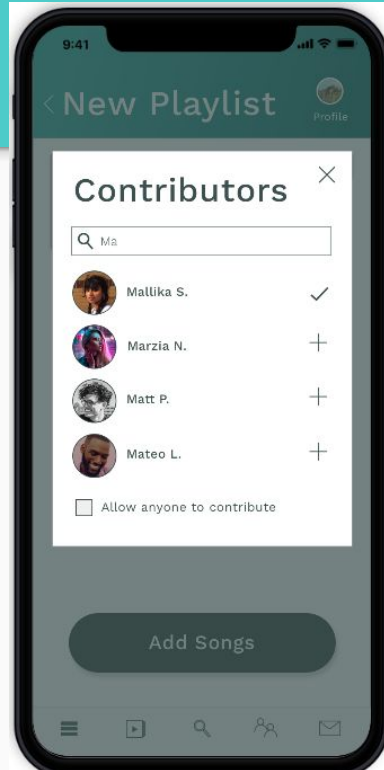 9:41
New Playlist
Profile
Contributors
Ma
Mallika S.
Marzia N.
Matt P.
Mateo L.
Allow anyone to contribute
Add Songs